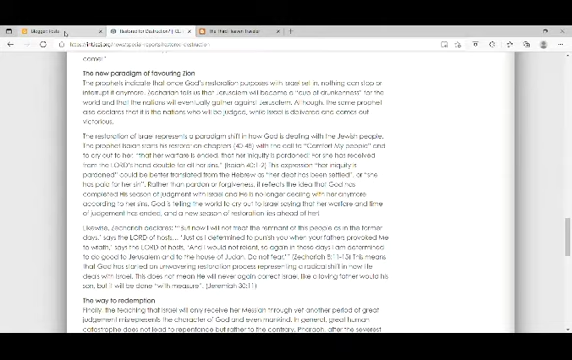 Blogger: Posts
Restored for Destruction? | CL
The Third Heaven Traveler
come."
The new paradigm of favouring Zion
The prophets indicate that once God's restoration purposes with Israel set in, nothing can stop or
interrupt it anymore. Zechariah tells us that Jerusalem will become a "cup of drunkenness" for the
world and that the nations will eventually gather against Jerusalem. Although, the same prophet
also declares that it is the nations who will be judged, while Israel is delivered and comes out
victorious.
The restoration of Israel represents a paradigm shift in how God is dealing with the Jewish people.
The prophet Isaiah starts his restoration chapters (40-48) with the call to "Comfort My people" and
to cry out to her, "that her warfare is ended, that her iniquity is pardoned; For she has received
from the LORD's hand double for all her sins." (Isaiah 40:1-2) This expression "her iniquity is
pardoned" could be better translated from the Hebrew as "her debt has been settled", or "she
has paid for her sin". Rather than pardon or forgiveness, it reflects the idea that God has
completed His season of judgment with Israel and He is no longer dealing with her anymore
according to her sins. God is telling the world to cry out to Israel saying that her warfare and time
of judgement has ended, and a new season of restoration lies ahead of her!
Likewise, Zechariah declares: "'But now I will not treat the remnant of this people as in the former
days,' says the LORD of hosts… 'Just as I determined to punish you when your fathers provoked Me
to wrath,' says the LORD of hosts, 'And I would not relent, so again in these days I am determined
to do good to Jerusalem and to the house of Judah. Do not fear.'" (Zechariah 8:11-15) This means
that God has started an unwavering restoration process representing a radical shift in how He
deals with Israel. This does not mean He will never again correct Israel, like a loving father would his
son, but it will be done "with measure". (Jeremiah 30:11)
The way to redemption
Finally, the teaching that Israel will only receive her Messiah through yet another period of great
judgement misrepresents the character of God and even mankind. In general, great human
catastrophe does not lead to repentance but rather to the contrary. Pharaoh, after the severest